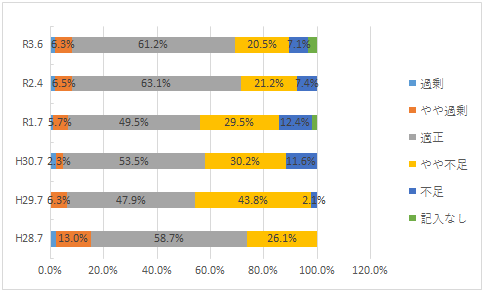 R3.6 6.3% 61.2% 20.5% 7.1%
R2.4 6.5% 63.1% 21.2% 7.4%
R1.7 5.7% 49.5% 29.5% 12.4%
H30.7 2.3% 53.5% 30.2% 11.6%
H29.7 6.3% 47.9% 43.8% 2.1%
H28.7 13.0% 58.7% 26.1%
0.0% 20.0% 40.0% 60.0% 80.0% 100.0% 120.0%
過剰
やや過剰
適正
やや不足
不足
記入なし